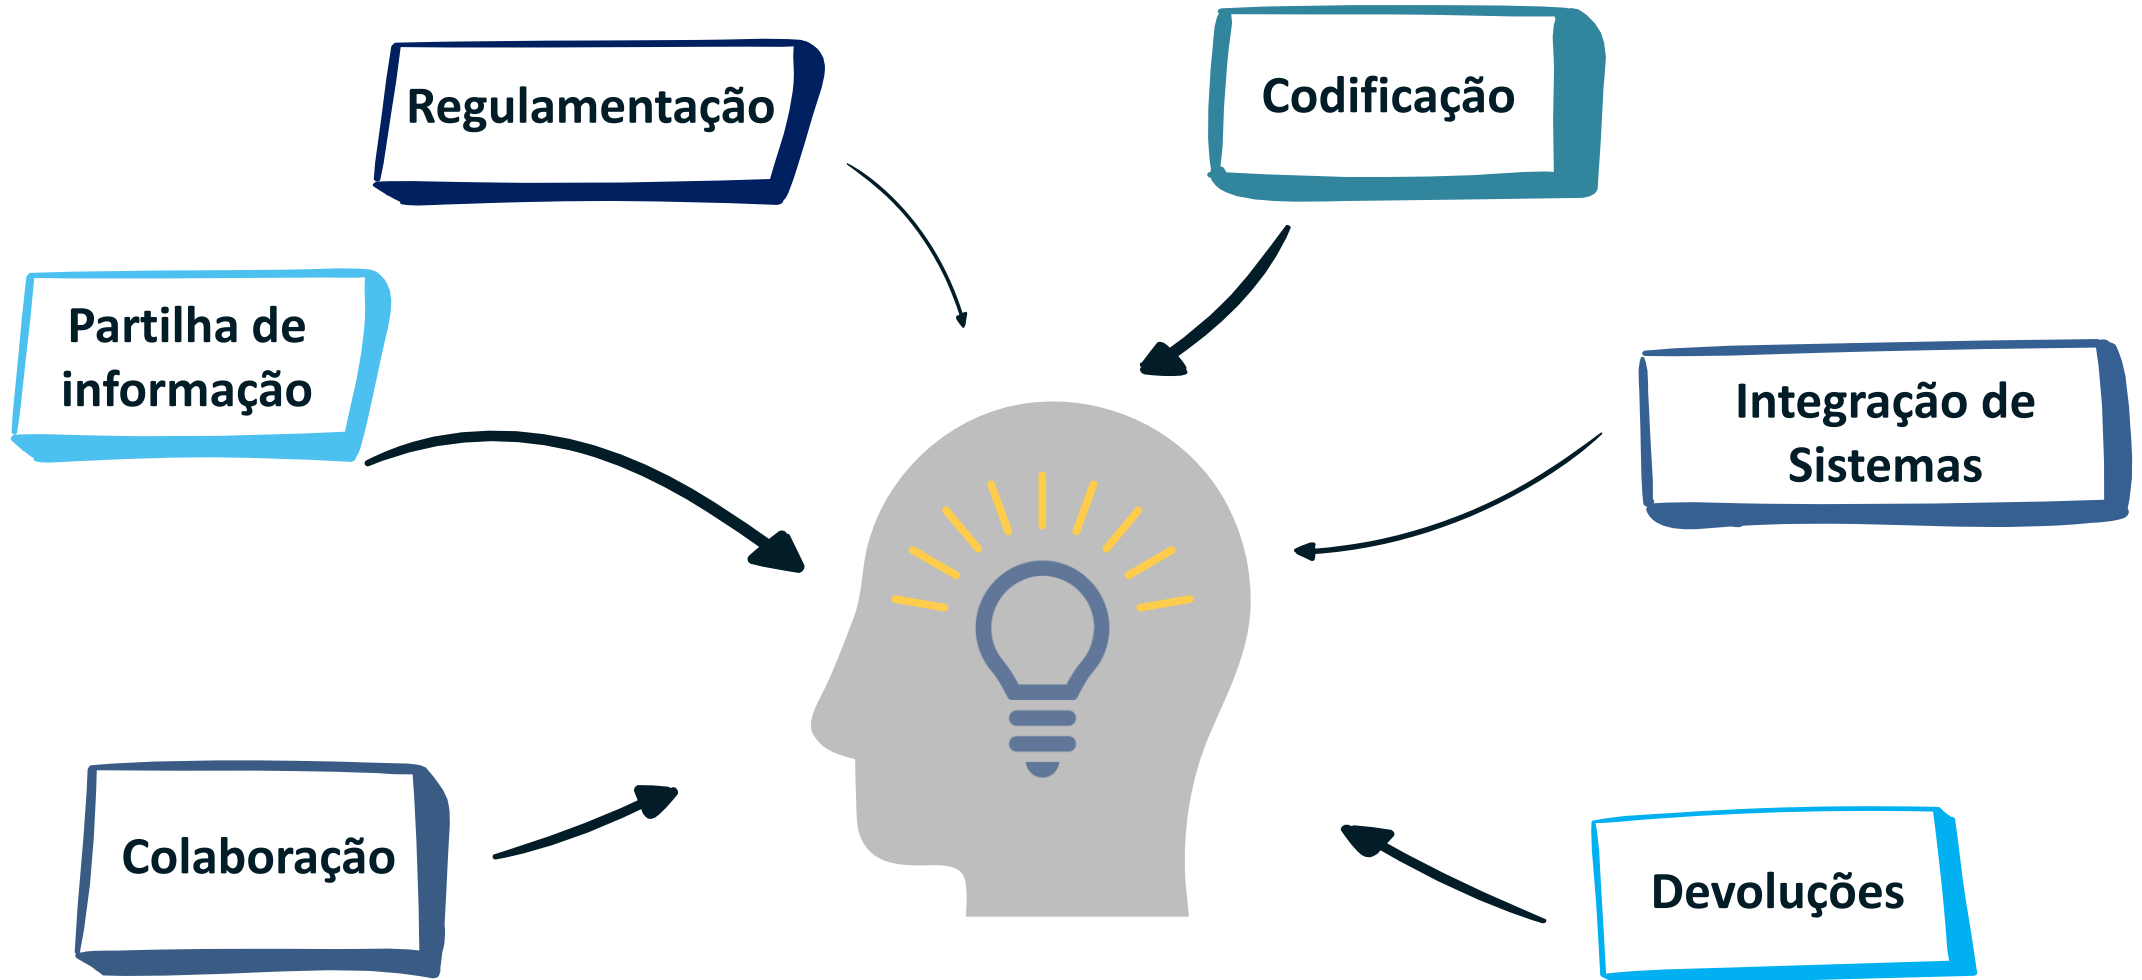 Regulamentação
Codificação
Partilha de
informação
Integração de
Sistemas
Colaboração
Devoluções